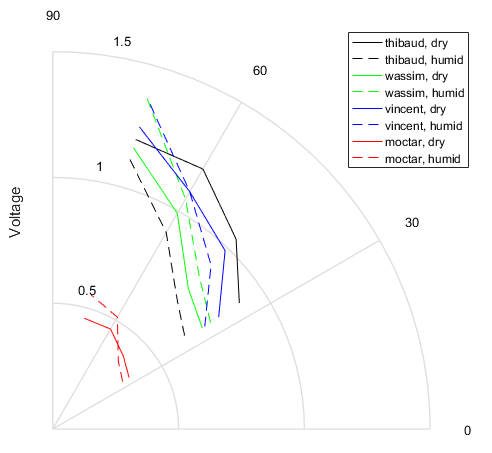 90
1.5
60
thibaud, dry
thibaud, humid
wassim, dry
wassim, humid
vincent, dry
vincent, humid
moctar, dry
moctar, humid
1
Voltage
30
0.5
0